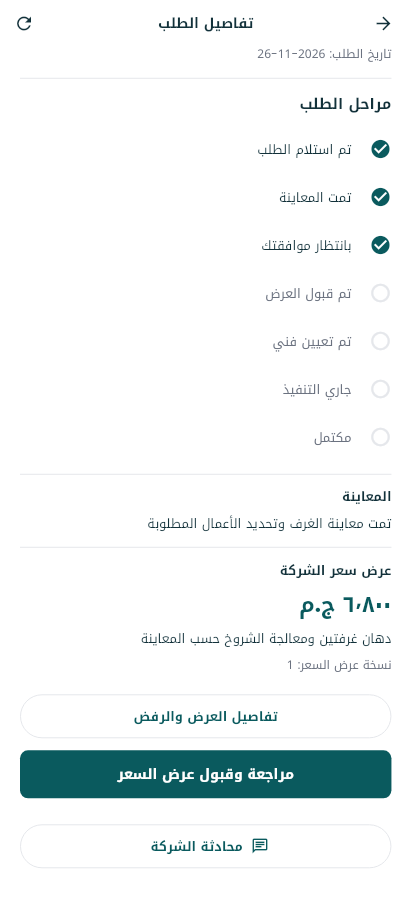 تفاصيل الطلب
تاريخ الطلب: 2026-11-26
مراحل الطلب
تم استلام الطلب
تمت المعاينة
بانتظار موافقتك
تم قبول العرض
تم تعيين فني
جاري التنفيذ
مكتمل
المعاينة
تمت معاينة الغرف وتحديد الأعمال المطلوبة
عرض سعر الشركة
٦٬٨٠٠ ج.م
دهان غرفتين ومعالجة الشروخ حسب المعاينة
نسخة عرض السعر: 1
تفاصيل العرض والرفض
مراجعة وقبول عرض السعر
محادثة الشركة